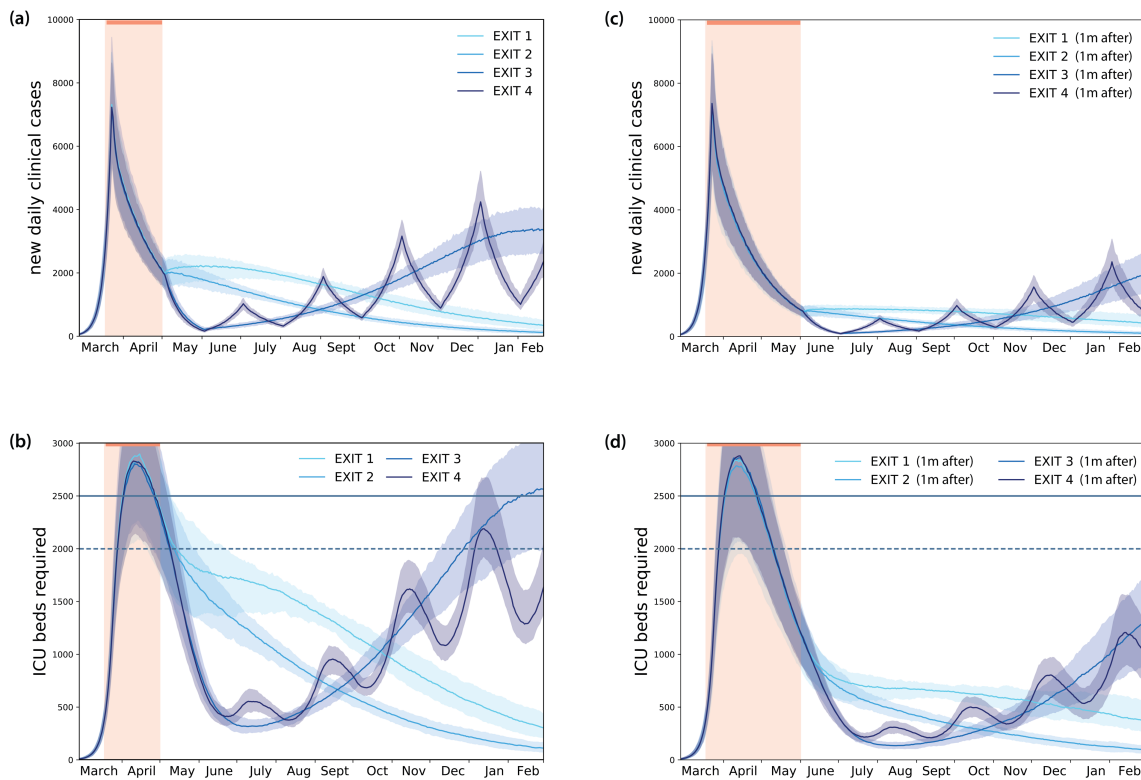 (a)
new daily clinical cases
10000
8000
6000
4000
2000
0
EXIT 1
EXIT 2
EXIT 3
EXIT 4
March April May June July Aug Sept Oct Nov Dec Jan Feb
(c)
new daily clinical cases
10000
8000
6000
4000
2000
0
EXIT 1 (1m after)
EXIT 2 (1m after)
EXIT 3 (1m after)
EXIT 4 (1m after)
March April May June July Aug Sept Oct Nov Dec Jan Feb
(b)
ICU beds required
3000
2500
2000
1500
1000
500
0
EXIT 1 EXIT 3
EXIT 2 EXIT 4
March April May June July Aug Sept Oct Nov Dec Jan Feb
(d)
ICU beds required
3000
2500
2000
1500
1000
500
0
EXIT 1 (1m after) EXIT 3 (1m after)
EXIT 2 (1m after) EXIT 4 (1m after)
March April May June July Aug Sept Oct Nov Dec Jan Feb